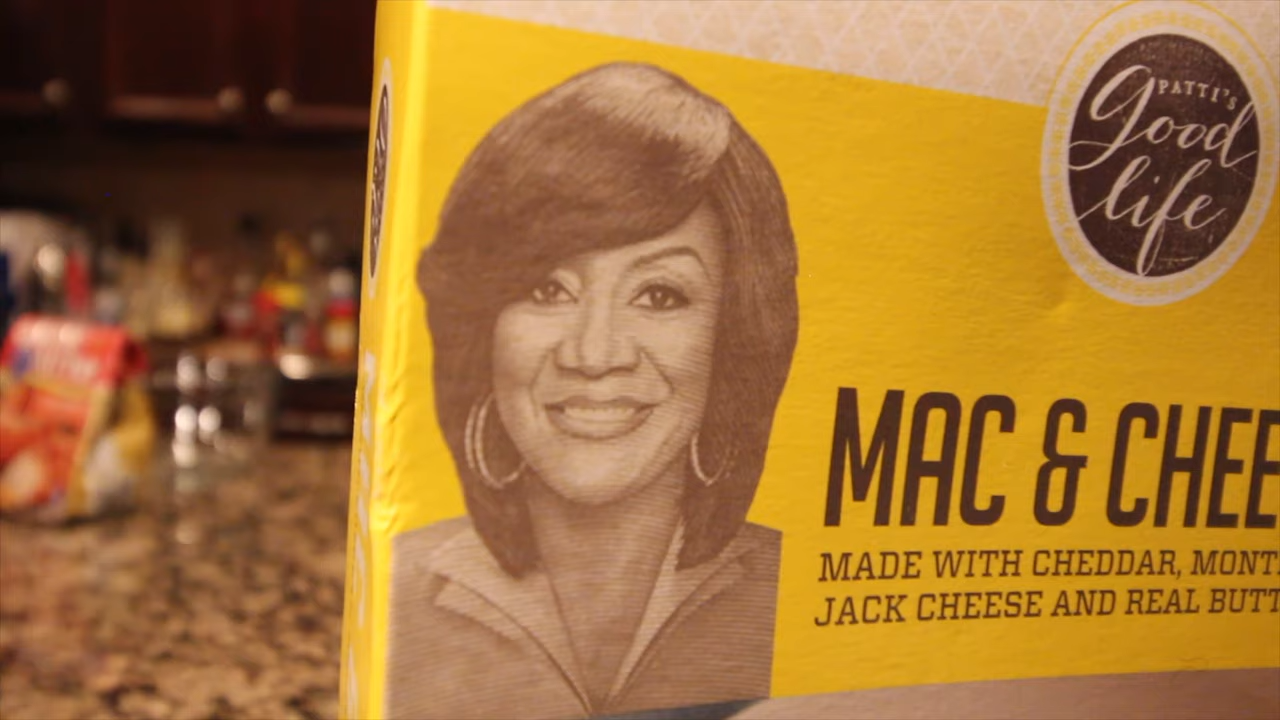 PATTI'S
Good
life
MAC & CHEE
MADE WITH CHEDDAR, MONT
JACK CHEESE AND REAL BUTT